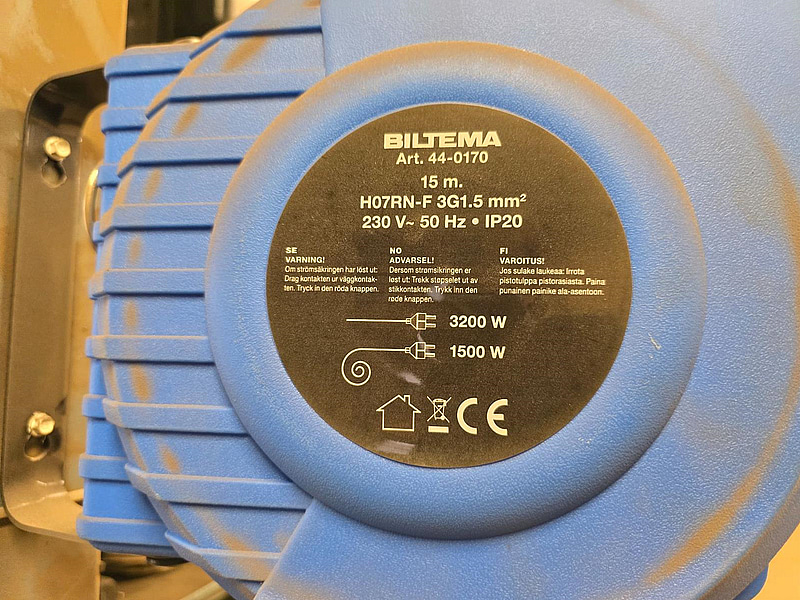 BILTEMA
Art. 44-0170
15 m.
H07RN-F 3G1.5 mm²
230 V~ 50 Hz • IP20
SE
VARNING!
Om strömsäkringen har löst ut:
Drag kontakten ur väggkontak-
ten. Tryck in den röda knappen.
NO
ADVARSEL!
Dersom strømsikringen er
løst ut: Trekk støpselet ut av
stikkontakten. Trykk inn den
røde knappen.
FI
VAROITUS!
Jos sulake laukeaa: Irrota
pistotulppa pistorasiasta. Paina
punainen painike ala-asentoon.
3200 W
1500 W
CE